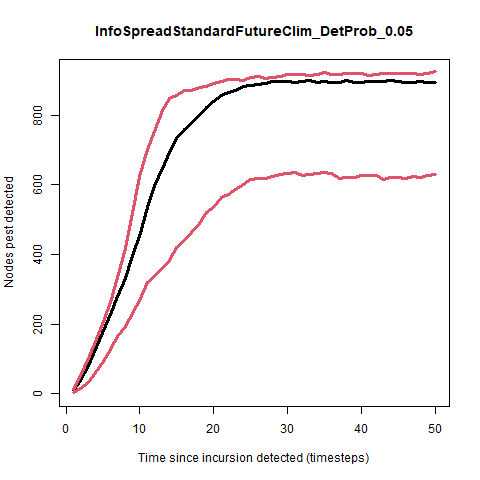 InfoSpreadStandardFutureClim_DetProb_0.05
Nodes pest detected
800
600
400
200
0
0 10 20 30 40 50
Time since incursion detected (timesteps)